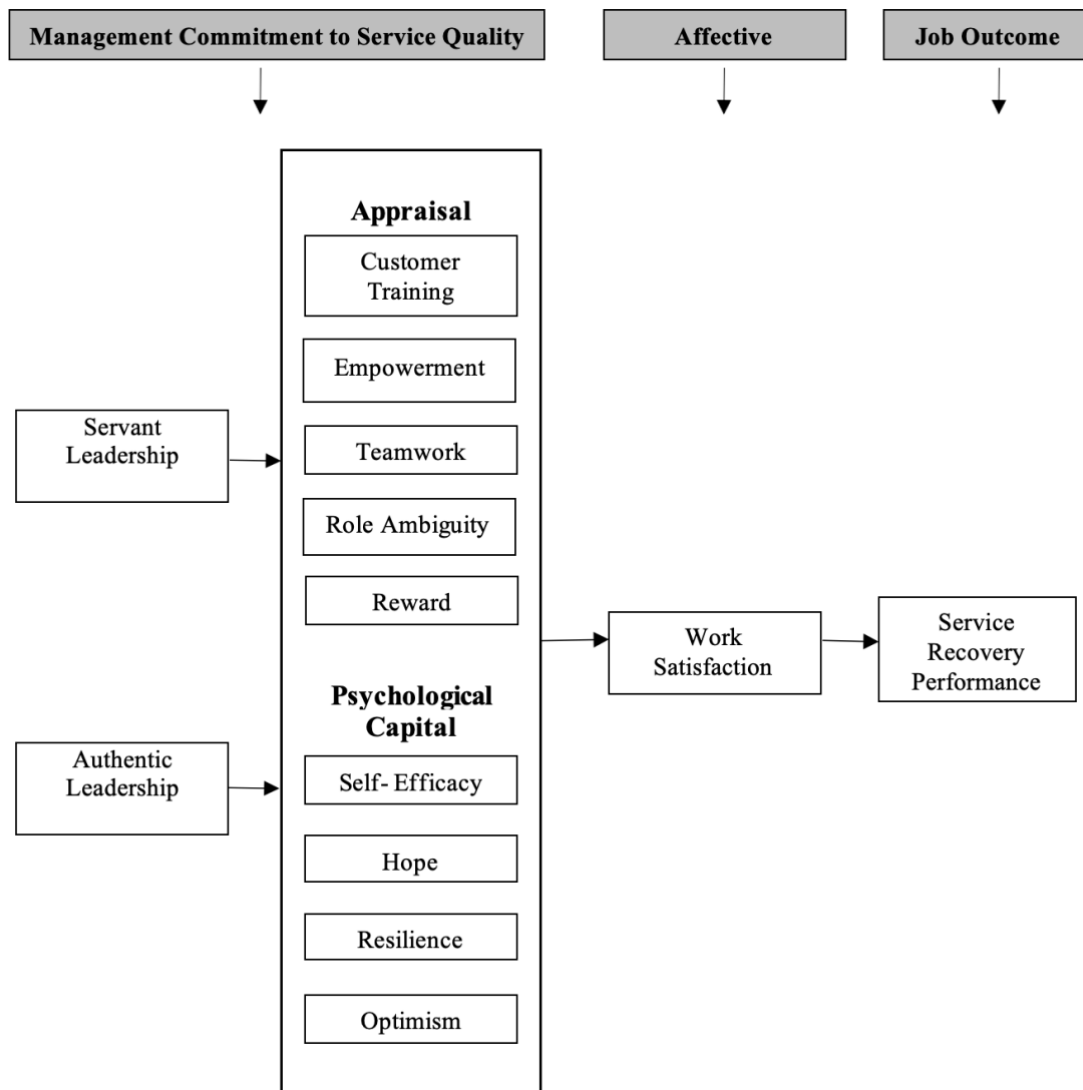 Management Commitment to Service Quality
Affective
Job Outcome
Appraisal
Customer
Training
Empowerment
Servant
Leadership
Teamwork
Role Ambiguity
Reward
Work
Satisfaction
Service
Recovery
Performance
Psychological
Capital
Authentic
Leadership
Self- Efficacy
Hope
Resilience
Optimism